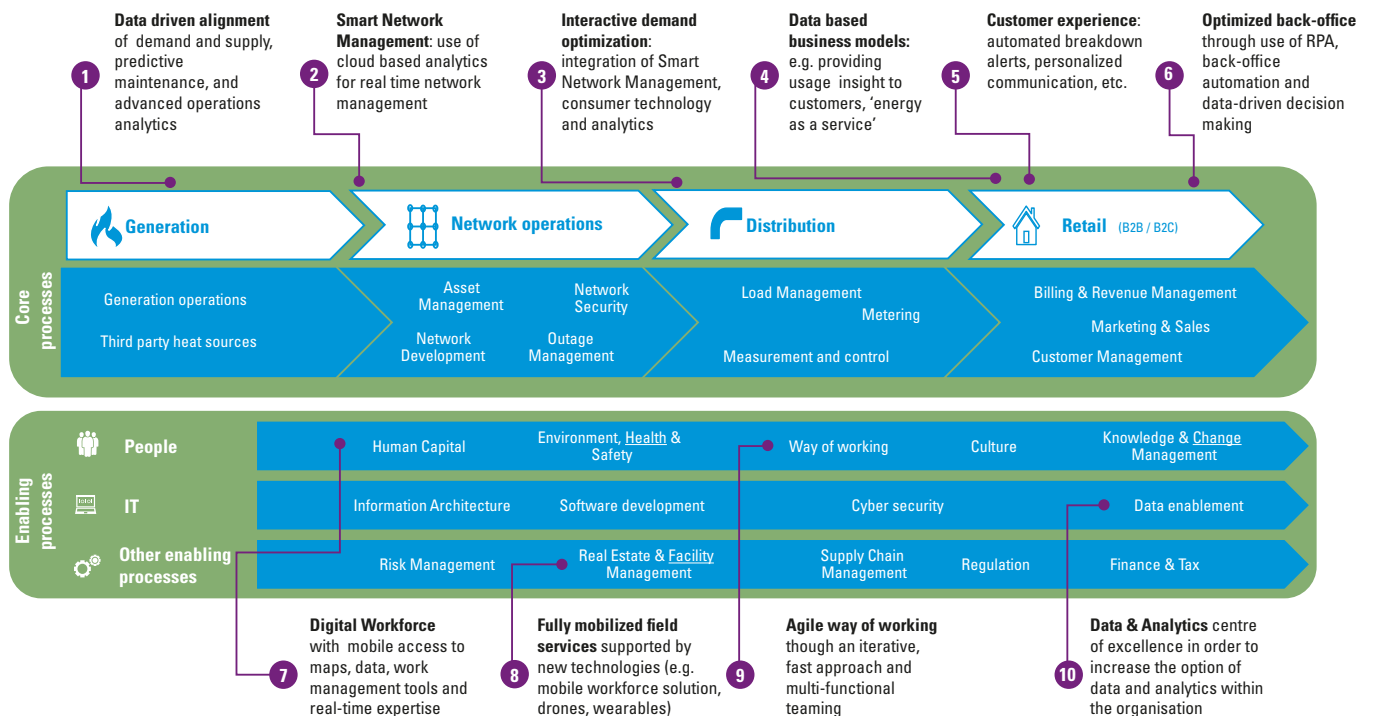 Data driven alignment
of demand and supply,
predictive
maintenance, and
advanced operations
analytics
1
Smart Network
Management: use of
cloud based analytics
for real time network
management
2
Interactive demand
optimization:
integration of Smart
Network Management,
consumer technology
and analytics
3
Data based
business models:
e.g. providing
usage insight to
customers, ‘energy
as a service’
4
Customer experience:
automated breakdown
alerts, personalized
communication, etc.
5
Optimized back-office
through use of RPA,
back-office
automation and
data-driven decision
making
6
Core
processes
Generation
Network operations
Distribution
Retail (B2B / B2C)
Generation operations
Third party heat sources
Asset
Management
Network
Security
Network
Development
Outage
Management
Load Management
Metering
Measurement and control
Billing & Revenue Management
Marketing & Sales
Customer Management
Enabling
processes
People
Human Capital
Environment, Health &
Safety
Way of working
Culture
Knowledge & Change
Management
IT
Information Architecture
Software development
Cyber security
Data enablement
Other enabling
processes
Risk Management
Real Estate & Facility
Management
Supply Chain
Management
Regulation
Finance & Tax
7
Digital Workforce
with mobile access to
maps, data, work
management tools and
real-time expertise
8
Fully mobilized field
services supported by
new technologies (e.g.
mobile workforce solution,
drones, wearables)
9
Agile way of working
though an iterative,
fast approach and
multi-functional
teaming
10
Data & Analytics centre
of excellence in order to
increase the option of
data and analytics within
the organisation